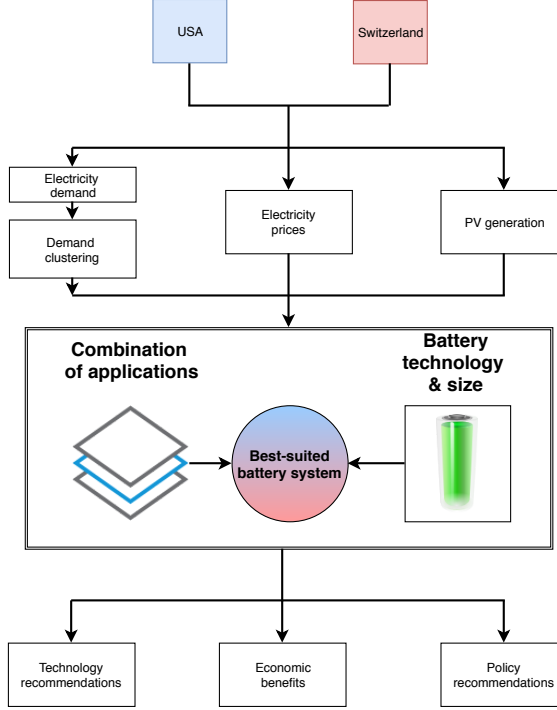 USA
Switzerland
Electricity
demand
Electricity
prices
PV generation
Demand
clustering
Combination
of applications
Battery
technology
& size
Best-suited
battery system
Technology
recommendations
Economic
benefits
Policy
recommendations